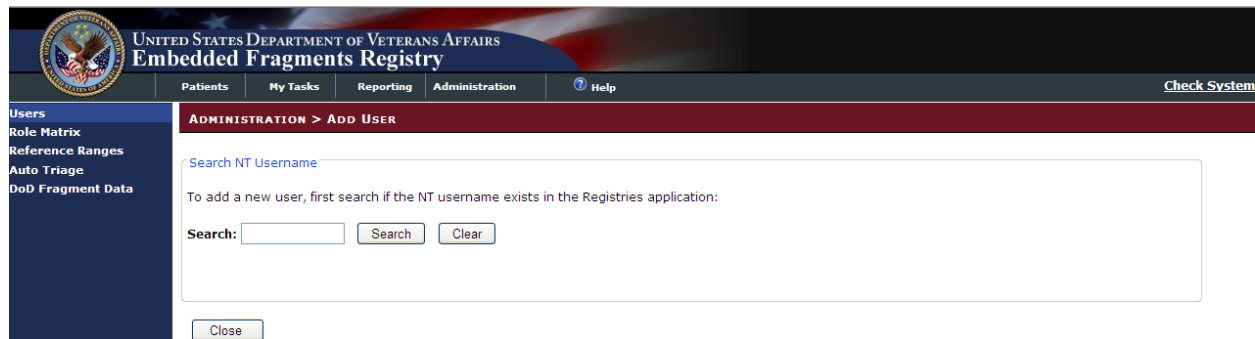 UNITED STATES DEPARTMENT OF VETERANS AFFAIRS
Embedded Fragments Registry
Patients My Tasks Reporting Administration ? Help Check System
Users
Role Matrix
Reference Ranges
Auto Triage
DoD Fragment Data
ADMINISTRATION > ADD USER
Search NT Username
To add a new user, first search if the NT username exists in the Registries application:
Search: Search Clear
Close